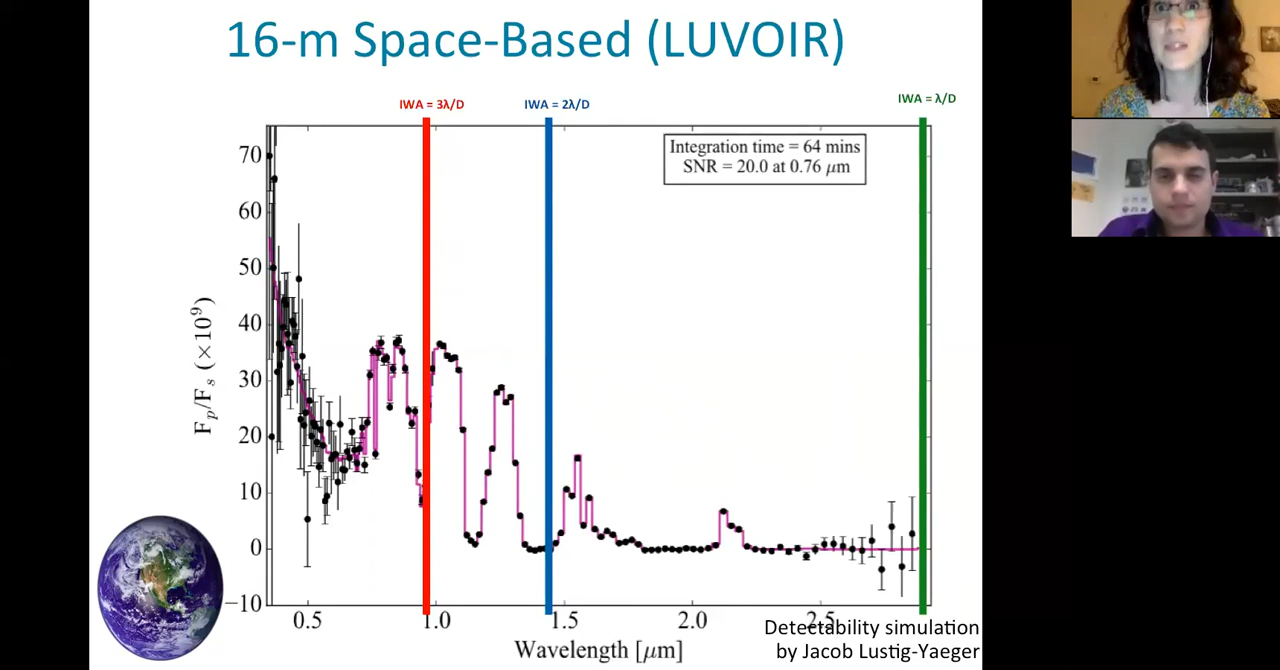 16-m Space-Based (LUVOIR)
IWA = 3λ/D
IWA = 2λ/D
IWA = λ/D
Integration time = 64 mins
SNR = 20.0 at 0.76 μm
70
60
50
40
30
20
10
0
−10
Fp/Fs (×10⁹)
0.5
1.0
1.5
2.0
2.5
Wavelength [μm]
Detectability simulation
by Jacob Lustig-Yaeger